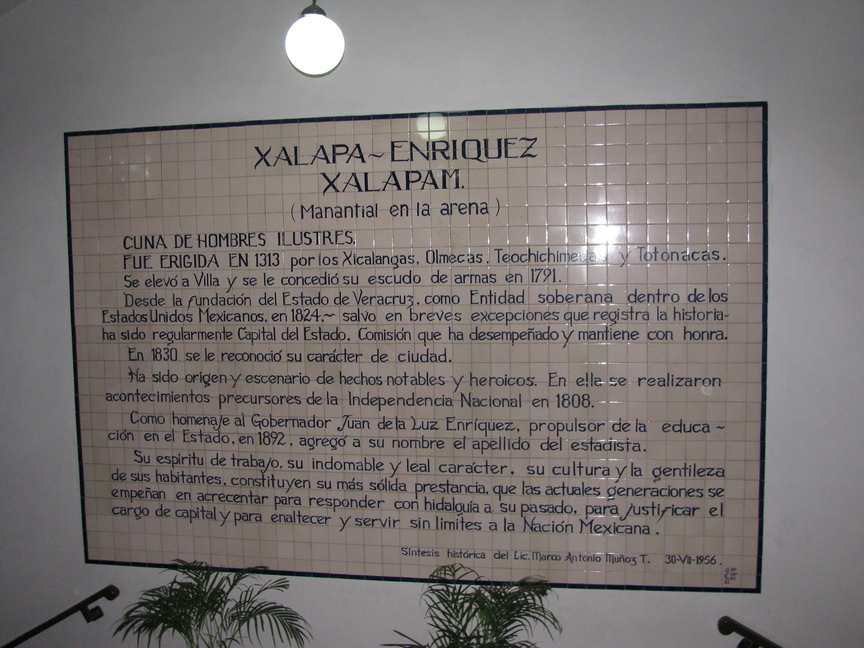 XALAPA~ENRIQUEZ
XALAPAM.
(Manantial en la arena)
CUNA DE HOMBRES ILUSTRES.
FUE ERIGIDA EN 1313 por los Xicalangas, Olmecas, Teochichimecas y Totonacas.
Se elevó a Villa y se le concedió su escudo de armas en 1791.
Desde la fundación del Estado de Veracruz, como Entidad soberana dentro de los
Estados Unidos Mexicanos, en 1824,~ salvo en breves excepciones que registra la historia-
ha sido regularmente Capital del Estado, Comisión que ha desempeñado y mantiene con honra.
En 1830 se le reconoció su carácter de ciudad.
Ha sido origen y escenario de hechos notables y heroicos. En ella se realizaron
acontecimientos precursores de la Independencia Nacional en 1808.
Como homenaje al Gobernador Juan de la Luz Enríquez, propulsor de la educa~
ción en el Estado, en 1892, agregó a su nombre el apellido del estadista.
Su espíritu de trabajo, su indomable y leal carácter, su cultura y la gentileza
de sus habitantes, constituyen su más sólida prestancia, que las actuales generaciones se
empeñan en acrecentar para responder con hidalguía a su pasado, para justificar el
cargo de capital y para enaltecer y servir sin limites a la Nación Mexicana.
Síntesis histórica del Lic. Marco Antonio Muñoz T. 30-VII-1956.